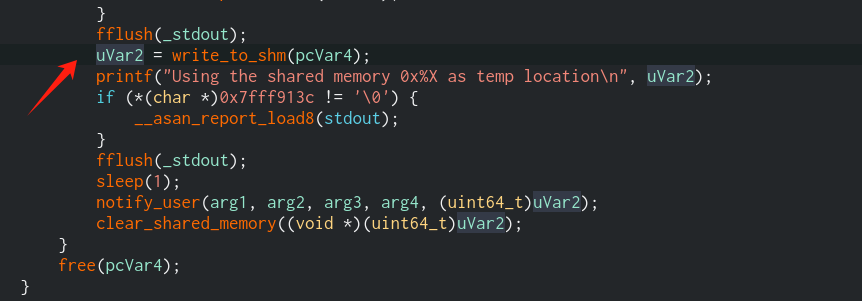 }
fflush(_stdout);
uVar2 = write_to_shm(pcVar4);
printf("Using the shared memory 0x%X as temp location\n", uVar2);
if (*(char *)0x7fff913c != '\0') {
__asan_report_load8(stdout);
}
fflush(_stdout);
sleep(1);
notify_user(arg1, arg2, arg3, arg4, (uint64_t)uVar2);
clear_shared_memory((void *)(uint64_t)uVar2);
}
free(pcVar4);
}